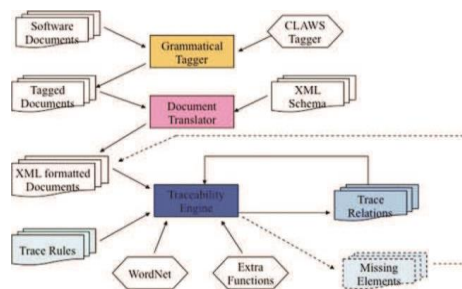 Software
Documents
CLAWS
Tagger
Grammatical
Tagger
Tagged
Documents
Document
Translator
XML
Schema
XML formatted
Documents
Traceability
Engine
Trace
Relations
Trace Rules
WordNet
Extra
Functions
Missing
Elements